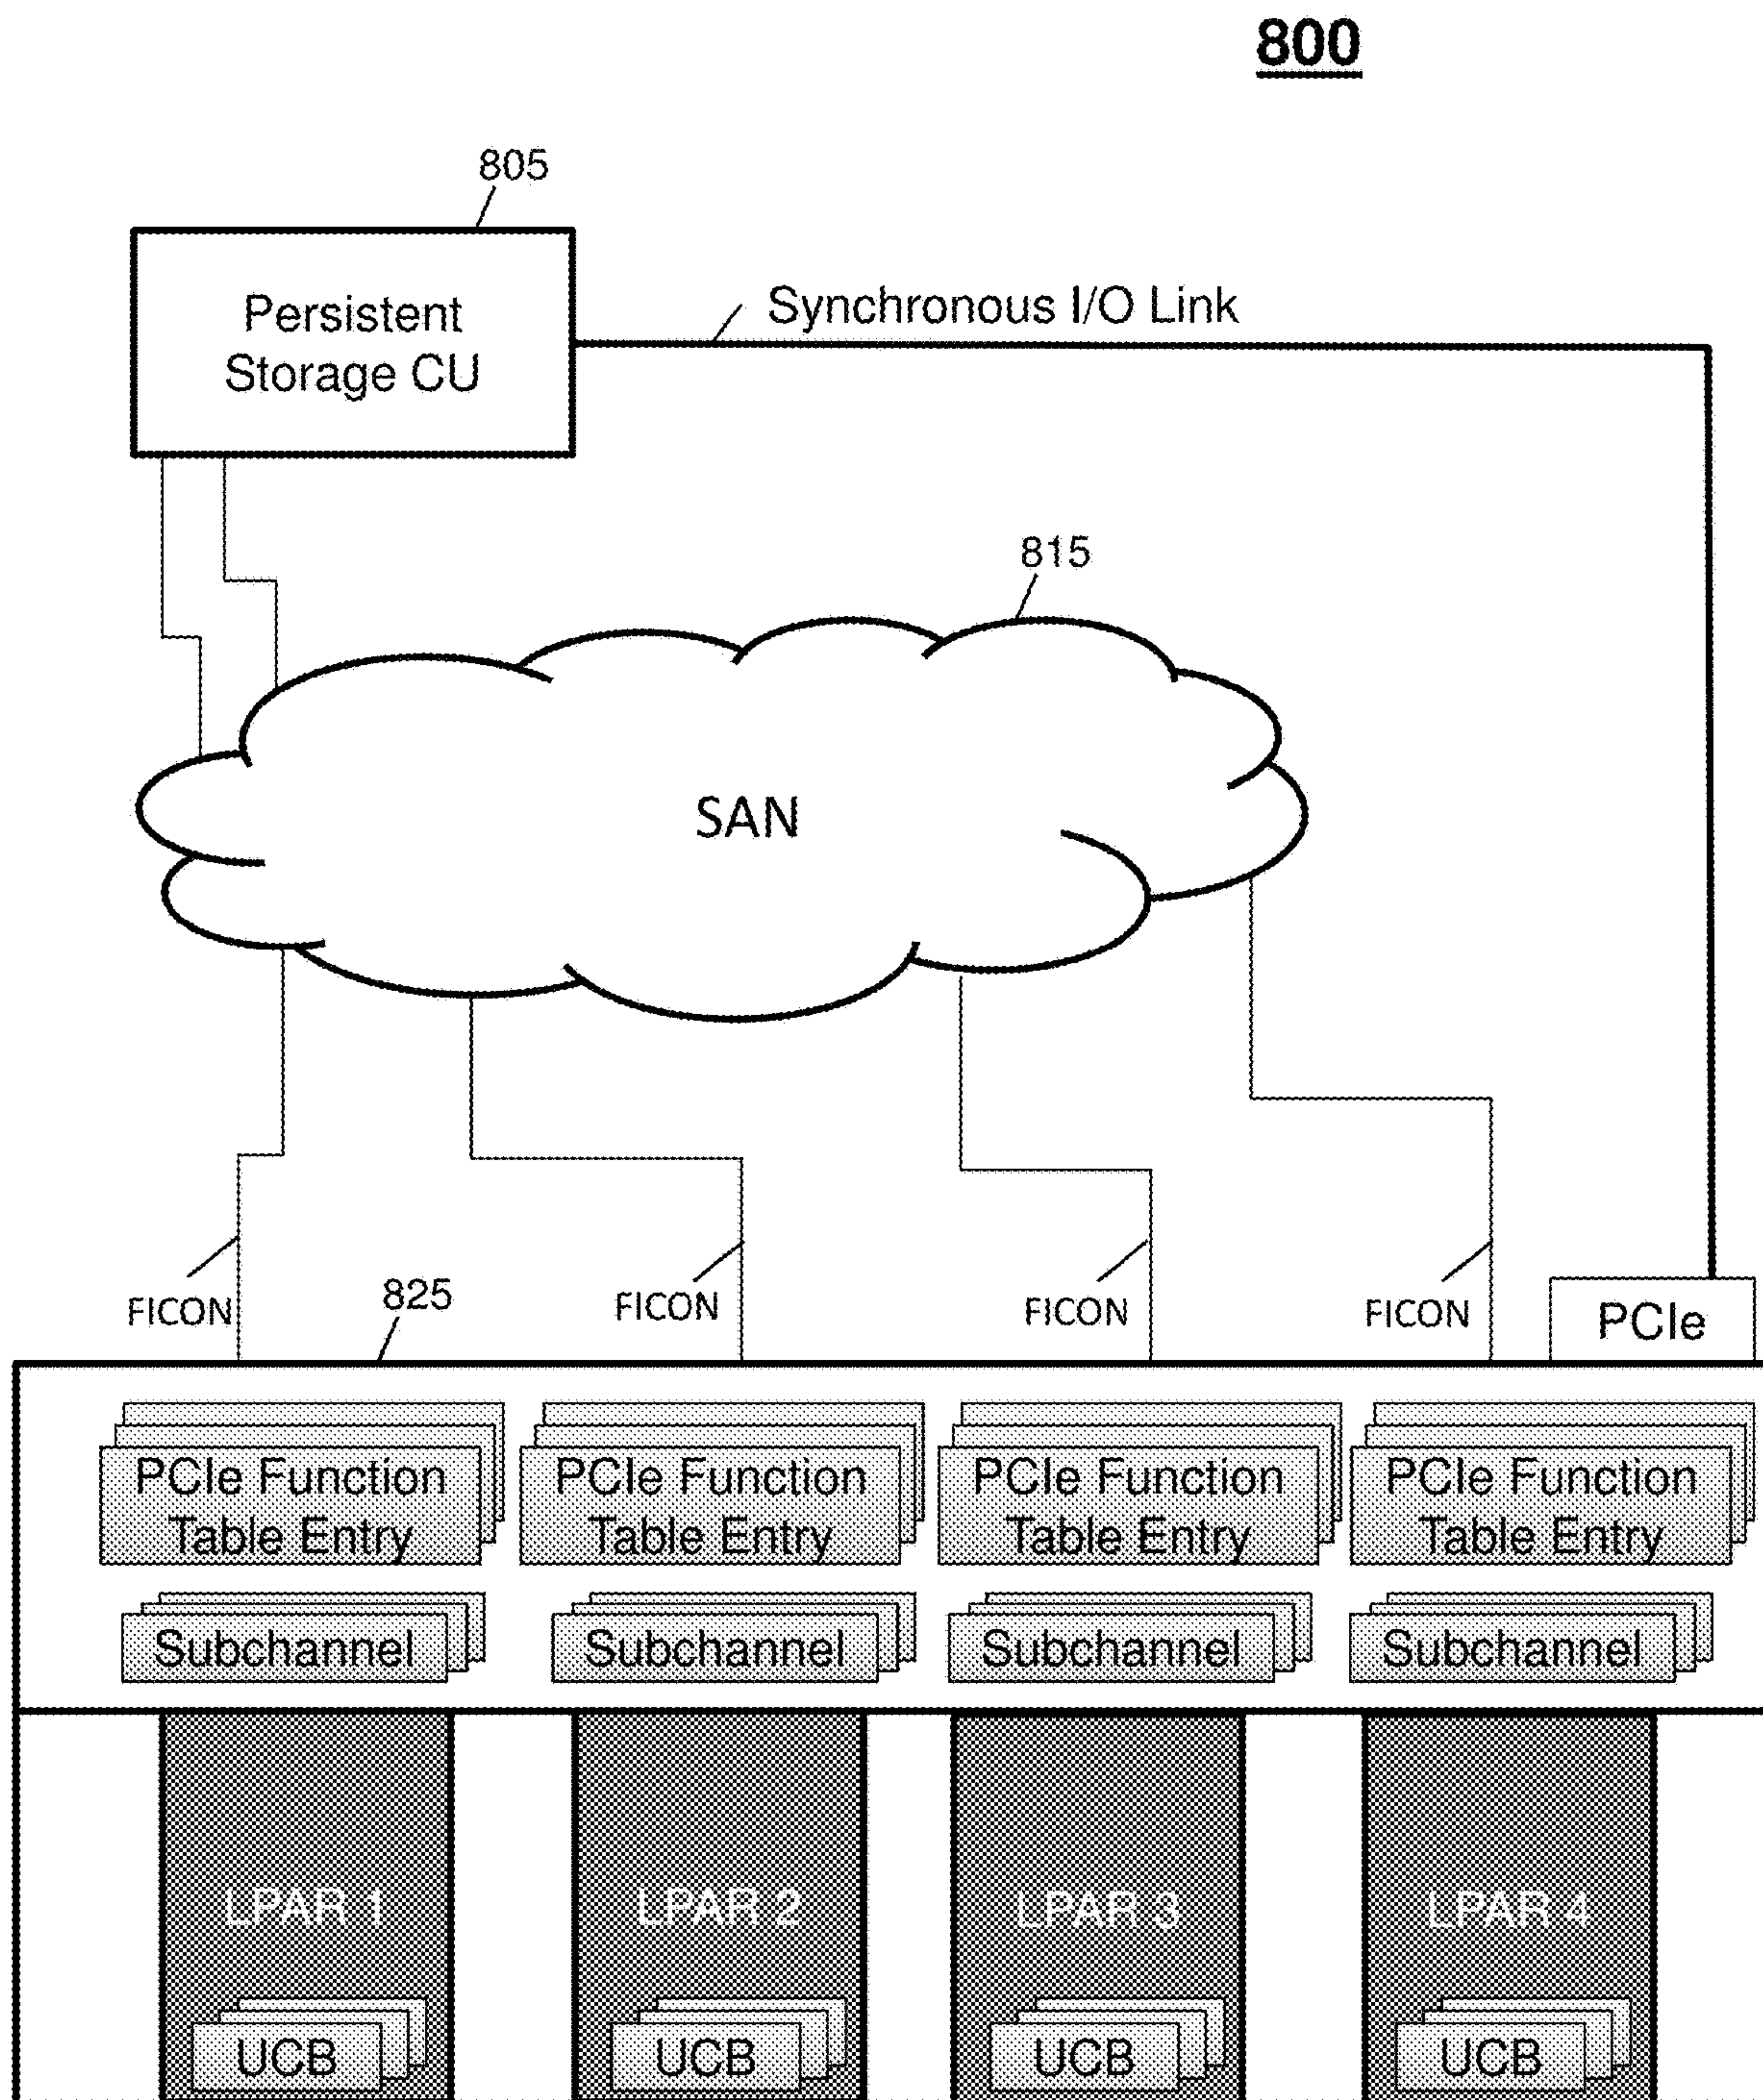 800
805
Persistent
Storage CU
Synchronous I/O Link
815
SAN
FICON
825
FICON
FICON
FICON
PCIe
PCIe Function
Table Entry
PCIe Function
Table Entry
PCIe Function
Table Entry
PCIe Function
Table Entry
Subchannel
Subchannel
Subchannel
Subchannel
LPAR 1
LPAR 2
LPAR 3
LPAR 4
UCB
UCB
UCB
UCB